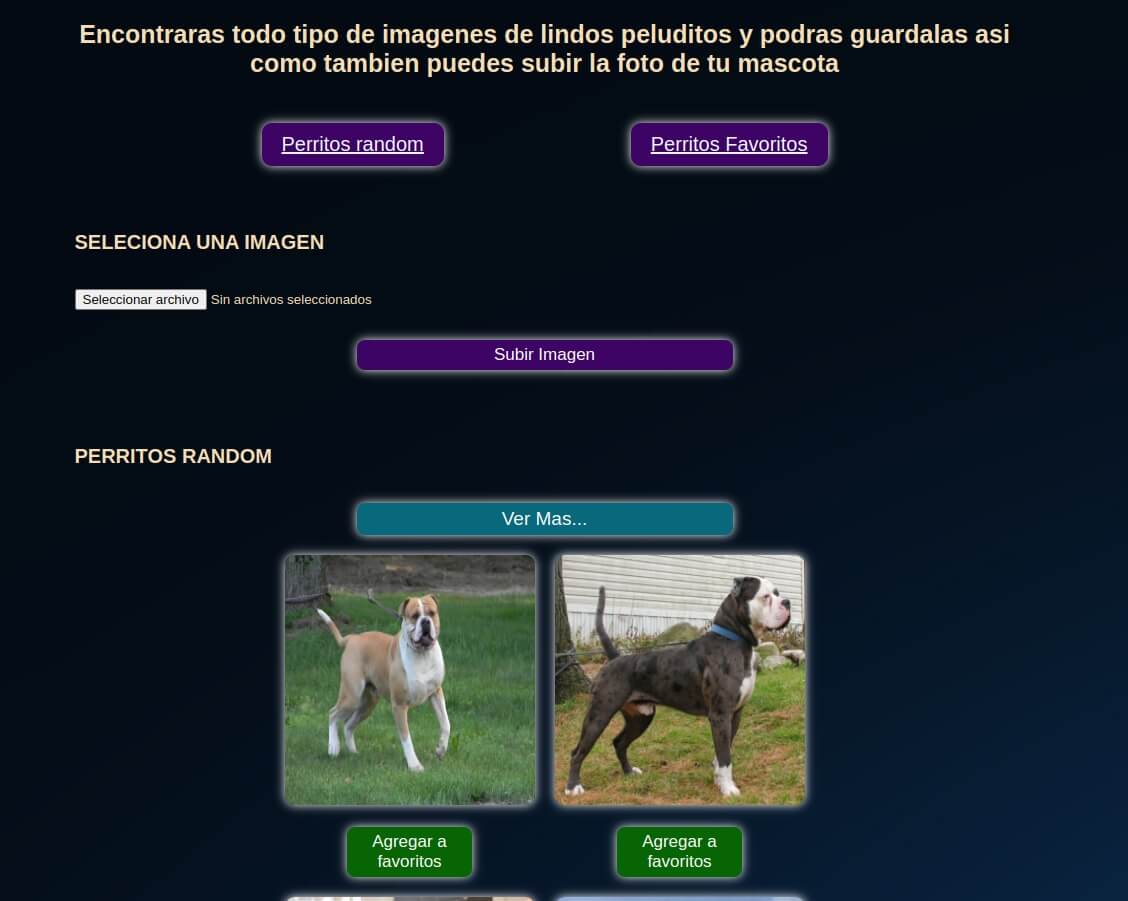 Encontraras todo tipo de imagenes de lindos peluditos y podras guardalas asi
como tambien puedes subir la foto de tu mascota
Perritos random
Perritos Favoritos
SELECIONA UNA IMAGEN
Seleccionar archivo Sin archivos seleccionados
Subir Imagen
PERRITOS RANDOM
Ver Mas...
Agregar a
favoritos
Agregar a
favoritos